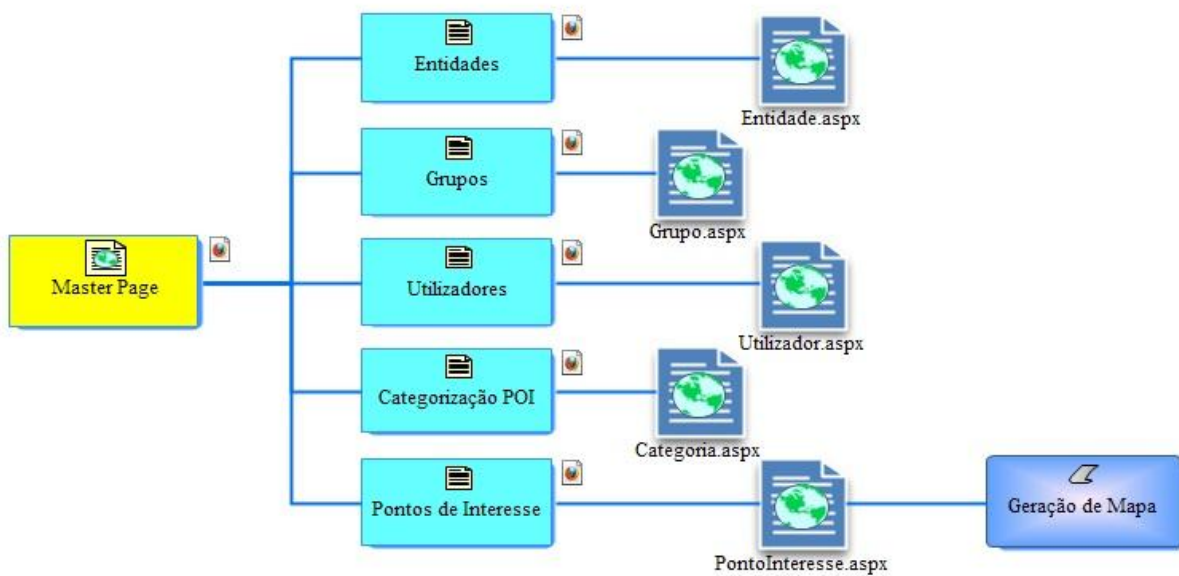 Entidades
Entidade.aspx
Grupos
Grupo.aspx
Master Page
Utilizadores
Utilizador.aspx
Categorização POI
Categoria.aspx
Pontos de Interesse
PontoInteresse.aspx
Geração de Mapa